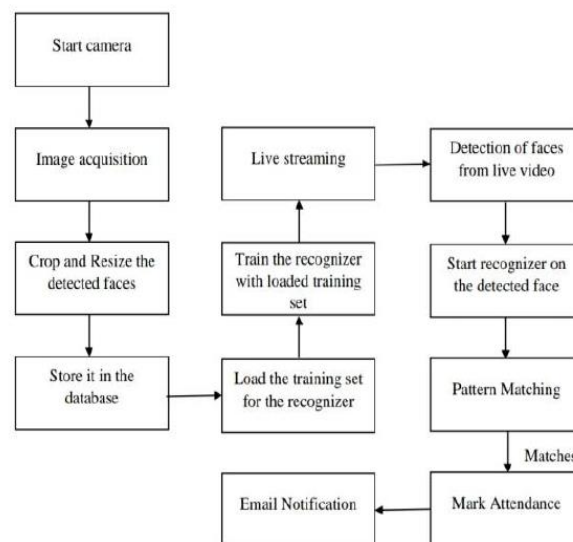 Start camera
Image acquisition
Crop and Resize the
detected faces
Store it in the
database
Load the training set
for the recognizer
Train the recognizer
with loaded training
set
Live streaming
Detection of faces
from live video
Start recognizer on
the detected face
Pattern Matching
Matches
Mark Attendance
Email Notification